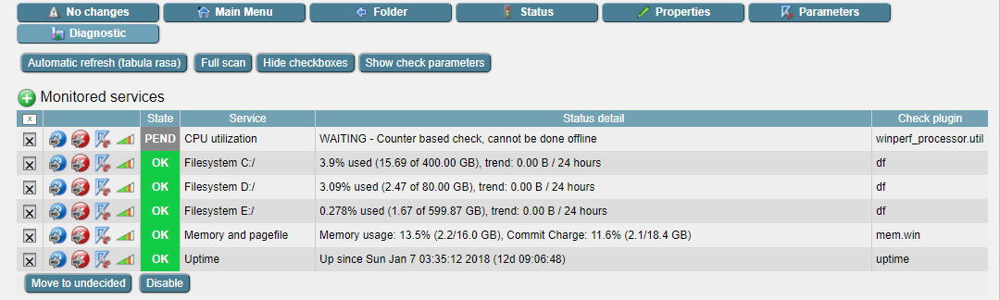 No changes Main Menu Folder Status Properties Parameters
Diagnostic
Automatic refresh (tabula rasa) Full scan Hide checkboxes Show check parameters
Monitored services
X State Service Status detail Check plugin
PEND CPU utilization WAITING - Counter based check, cannot be done offline winperf_processor.util
OK Filesystem C:/ 3.9% used (15.69 of 400.00 GB), trend: 0.00 B / 24 hours df
OK Filesystem D:/ 3.09% used (2.47 of 80.00 GB), trend: 0.00 B / 24 hours df
OK Filesystem E:/ 0.278% used (1.67 of 599.87 GB), trend: 0.00 B / 24 hours df
OK Memory and pagefile Memory usage: 13.5% (2.2/16.0 GB), Commit Charge: 11.6% (2.1/18.4 GB) mem.win
OK Uptime Up since Sun Jan 7 03:35:12 2018 (12d 09:06:48) uptime
Move to undecided Disable